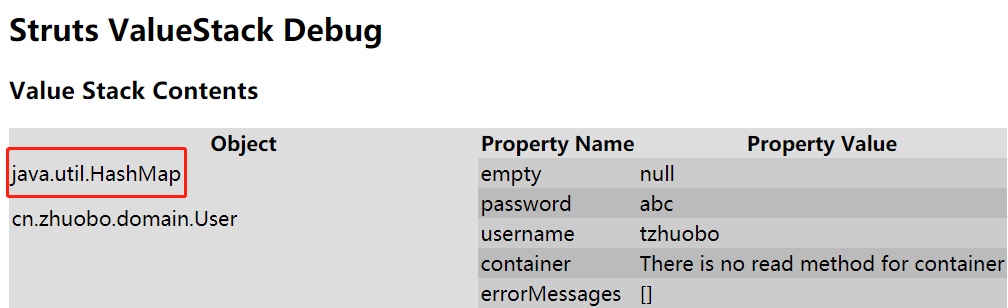 Struts ValueStack Debug
Value Stack Contents
Object Property Name Property Value
java.util.HashMap empty null
password abc
cn.zhuobo.domain.User username tzhuobo
container There is no read method for container
errorMessages []